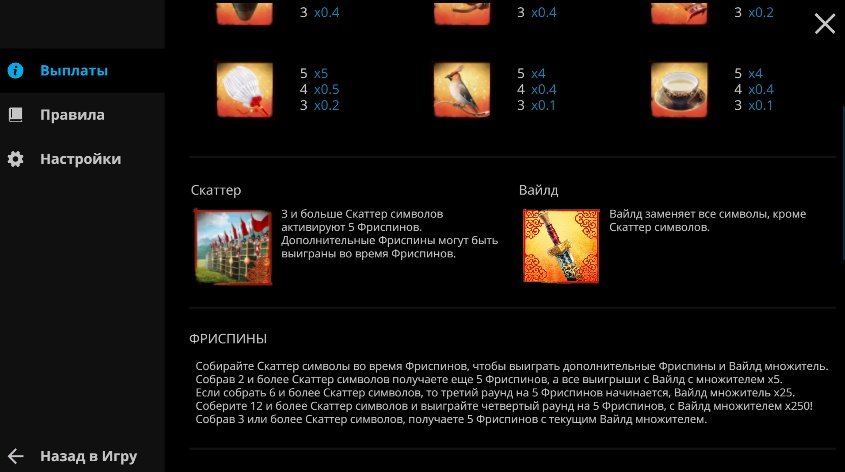 3 x0.4
3 x0.4
3 x0.2
Выплаты
5 x5
4 x0.5
3 x0.2
5 x4
4 x0.4
3 x0.1
5 x4
4 x0.4
3 x0.1
Правила
Настройки
Скаттер
3 и больше Скаттер символов
активируют 5 Фриспинов.
Дополнительные Фриспины могут быть
выиграны во время Фриспинов.
Вайлд
Вайлд заменяет все символы, кроме
Скаттер символов.
ФРИСПИНЫ
Собирайте Скаттер символы во время Фриспинов, чтобы выиграть дополнительные Фриспины и Вайлд множитель.
Собрав 2 и более Скаттер символов получаете еще 5 Фриспинов, а все выигрыши с Вайлд с множителем x5.
Если собрать 6 и более Скаттер символов, то третий раунд на 5 Фриспинов начинается, Вайлд множитель x25.
Соберите 12 и более Скаттер символов и выиграйте четвертый раунд на 5 Фриспинов, с Вайлд множителем x250!
Собрав 3 или более Скаттер символов, получаете 5 Фриспинов с текущим Вайлд множителем.
Назад в Игру